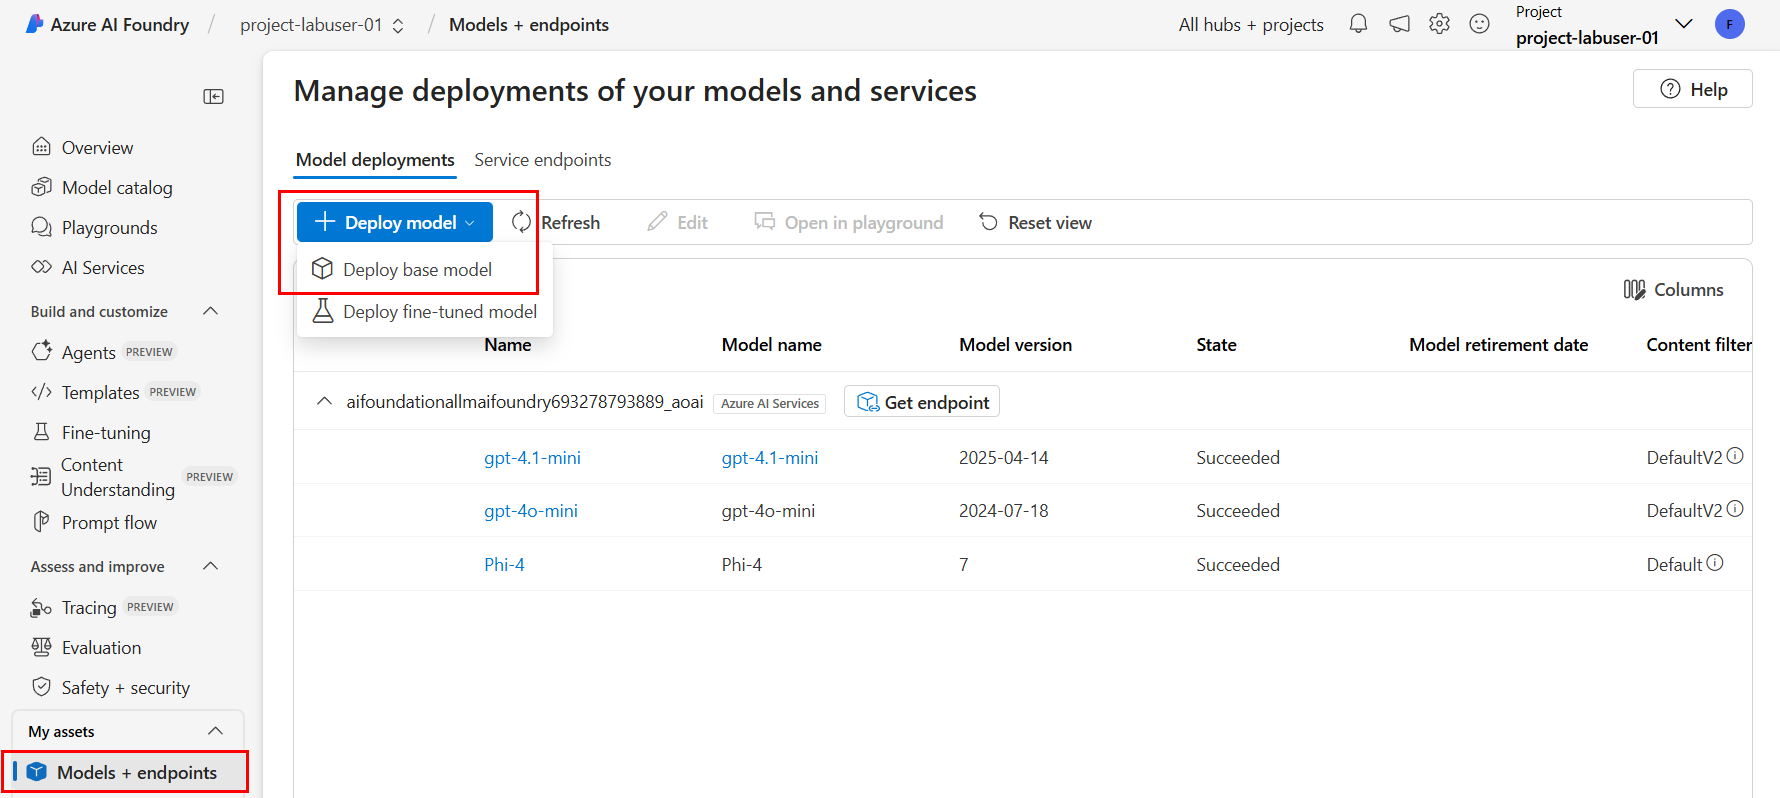 Azure AI Foundry / project-labuser-01 / Models + endpoints
All hubs + projects
Project
project-labuser-01
F
Manage deployments of your models and services
Help
Overview
Model catalog
Playgrounds
AI Services
Build and customize
Agents PREVIEW
Templates PREVIEW
Fine-tuning
Content
Understanding PREVIEW
Prompt flow
Assess and improve
Tracing PREVIEW
Evaluation
Safety + security
My assets
Models + endpoints
Model deployments Service endpoints
Deploy model Refresh Edit Open in playground Reset view
Deploy base model
Deploy fine-tuned model
Columns
Name Model name Model version State Model retirement date Content filter
aifoundationallmaifoundry693278793889_aoai Azure AI Services Get endpoint
gpt-4.1-mini gpt-4.1-mini 2025-04-14 Succeeded DefaultV2
gpt-4o-mini gpt-4o-mini 2024-07-18 Succeeded DefaultV2
Phi-4 Phi-4 7 Succeeded Default